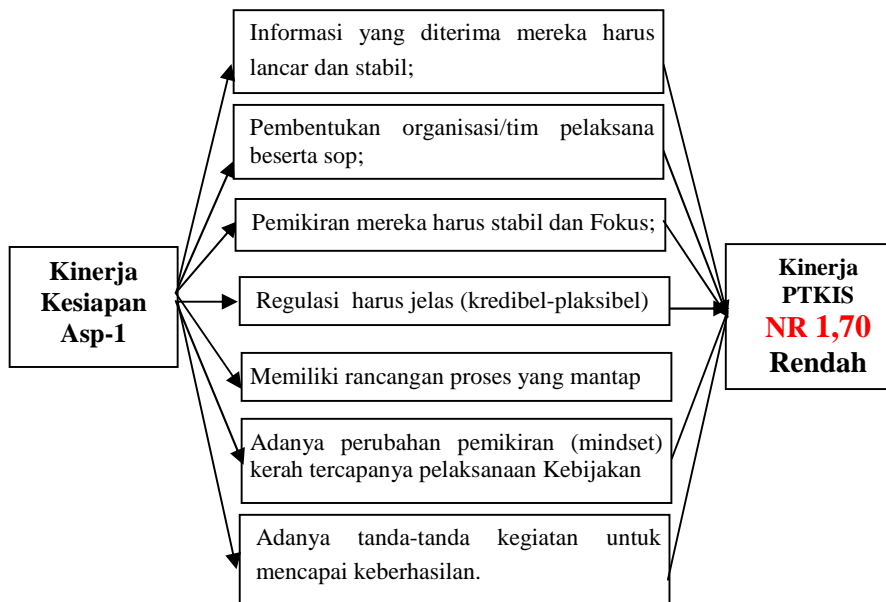 Informasi yang diterima mereka harus
lancar dan stabil;
Pembentukan organisasi/tim pelaksana
beserta sop;
Pemikiran mereka harus stabil dan Fokus;
Kinerja
Kesiapan
Asp-1
Regulasi harus jelas (kredibel-plaksibel)
Memiliki rancangan proses yang mantap
Adanya perubahan pemikiran (mindset)
kerah tercapanya pelaksanaan Kebijakan
Adanya tanda-tanda kegiatan untuk
mencapai keberhasilan.
Kinerja
PTKIS
NR 1,70
Rendah